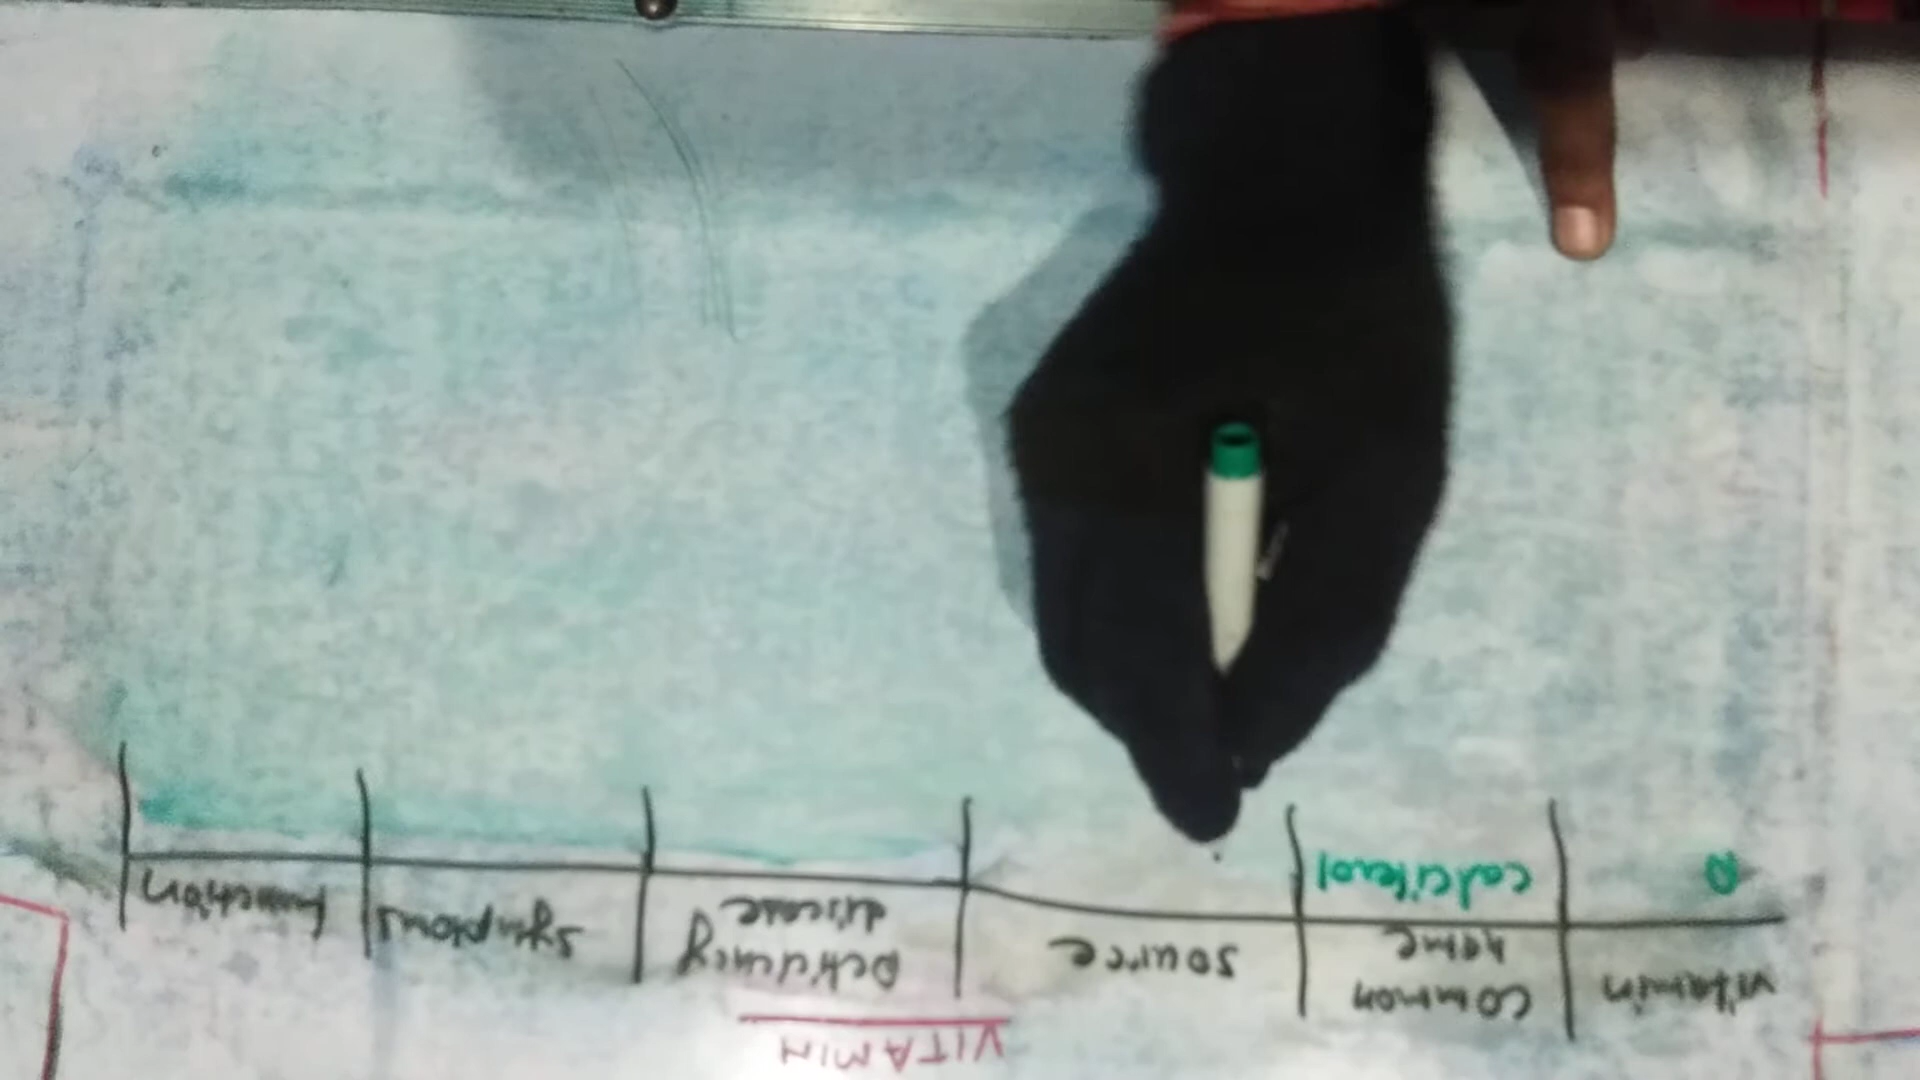 VITAMIN
vitamin
common name
source
Deficiency disease
symptoms
function
D
calciferol